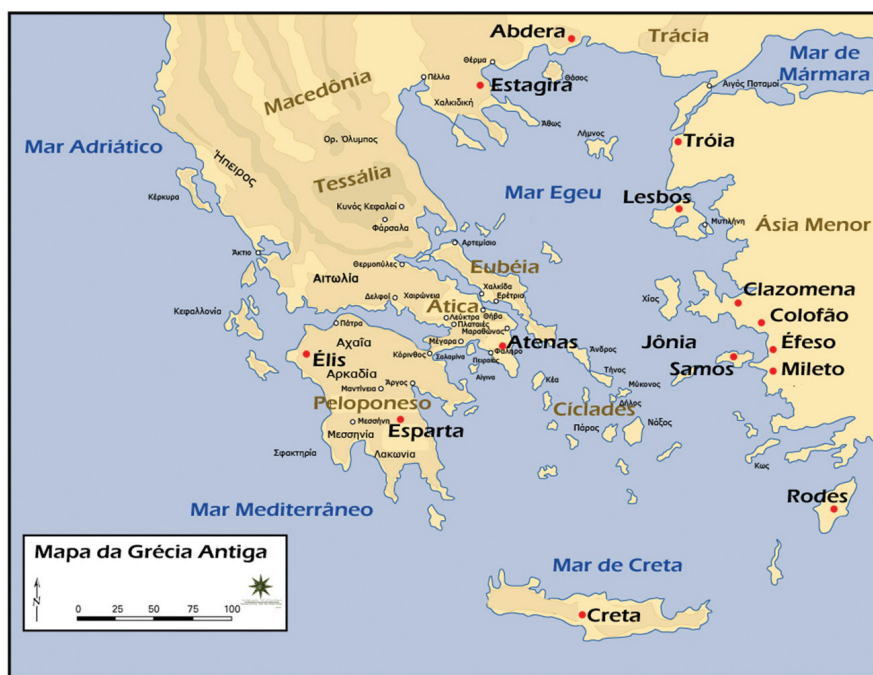 Abdera
Trácia
Mar de
Mármara
Θέρμα
Πέλλα
Estagira
Θάσος
Αιγός Ποταμοί
Macedônia
Χαλκιδική
Άθως
Λήμνος
Ορ. Όλυμπος
Tróia
Mar Adriático
Ήπειρος
Tessália
Mar Egeu
Lesbos
Κέρκυρα
Κυνός Κεφαλαί
Φάρσαλα
Μυτιλήνη
Ásia Menor
Άκτιο
Αρτεμίσιο
Θερμοπύλες
Eubéia
Αιτωλία
Χαλκίδα
Ερέτρια
Δελφοί
Χαιρώνεια
Χίος
Clazomena
Κεφαλλονία
Ática
Λεύκτρα
Θήβα
Πλαταιές
Μαραθώνας
Colofão
Πάτρα
Αχαΐα
Μέγαρα
Atenas
Jônia
Éfeso
Élis
Κόρινθος
Σαλαμίνα
Πειραιάς
Φάληρο
Άνδρος
Samos
Mileto
Αρκαδία
Αίγινα
Κέα
Τήνος
Μαντίνεια
Άργος
Μύκονος
Δήλος
Peloponeso
Cíclades
Μεσσήνη
Esparta
Πάρος
Νάξος
Μεσσηνία
Σφακτηρία
Λακωνία
Κως
Mar Mediterrâneo
Rodes
Mapa da Grécia Antiga
Mar de Creta
N
0 25 50 75 100
Creta